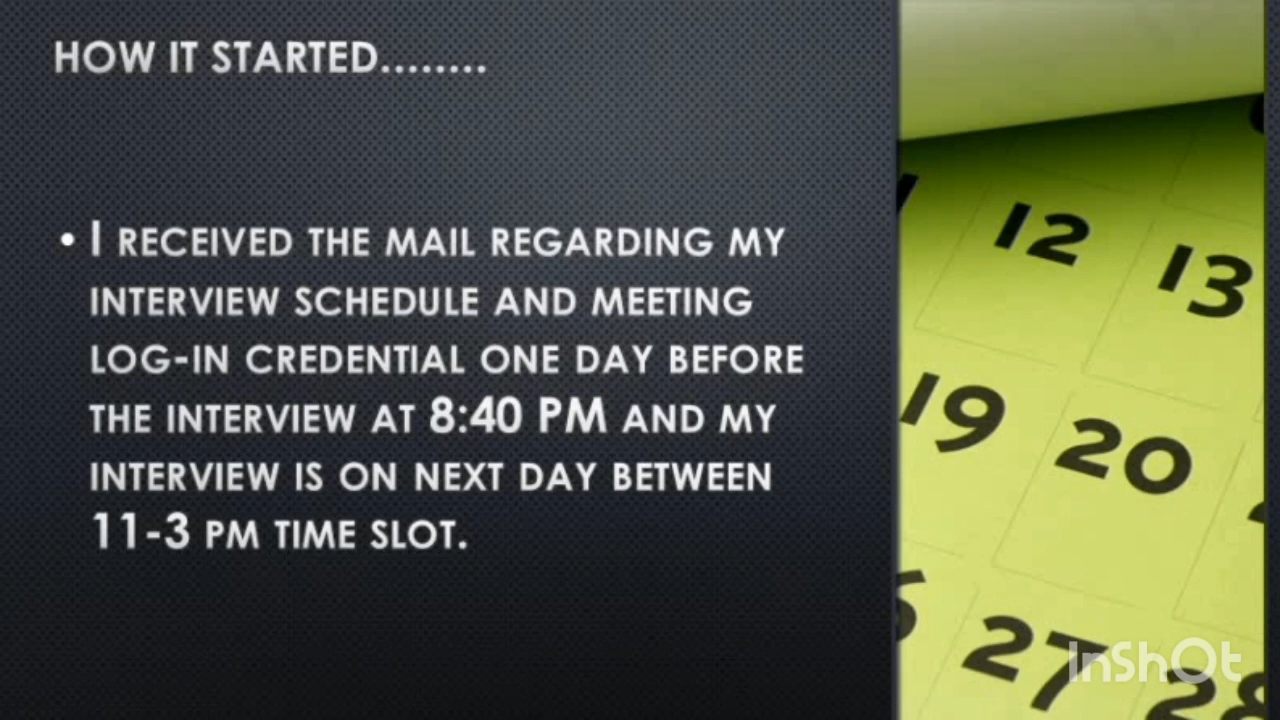 HOW IT STARTED........
• I RECEIVED THE MAIL REGARDING MY
INTERVIEW SCHEDULE AND MEETING
LOG-IN CREDENTIAL ONE DAY BEFORE
THE INTERVIEW AT 8:40 PM AND MY
INTERVIEW IS ON NEXT DAY BETWEEN
11-3 PM TIME SLOT.
12
13
19
20
27
28
InShOt